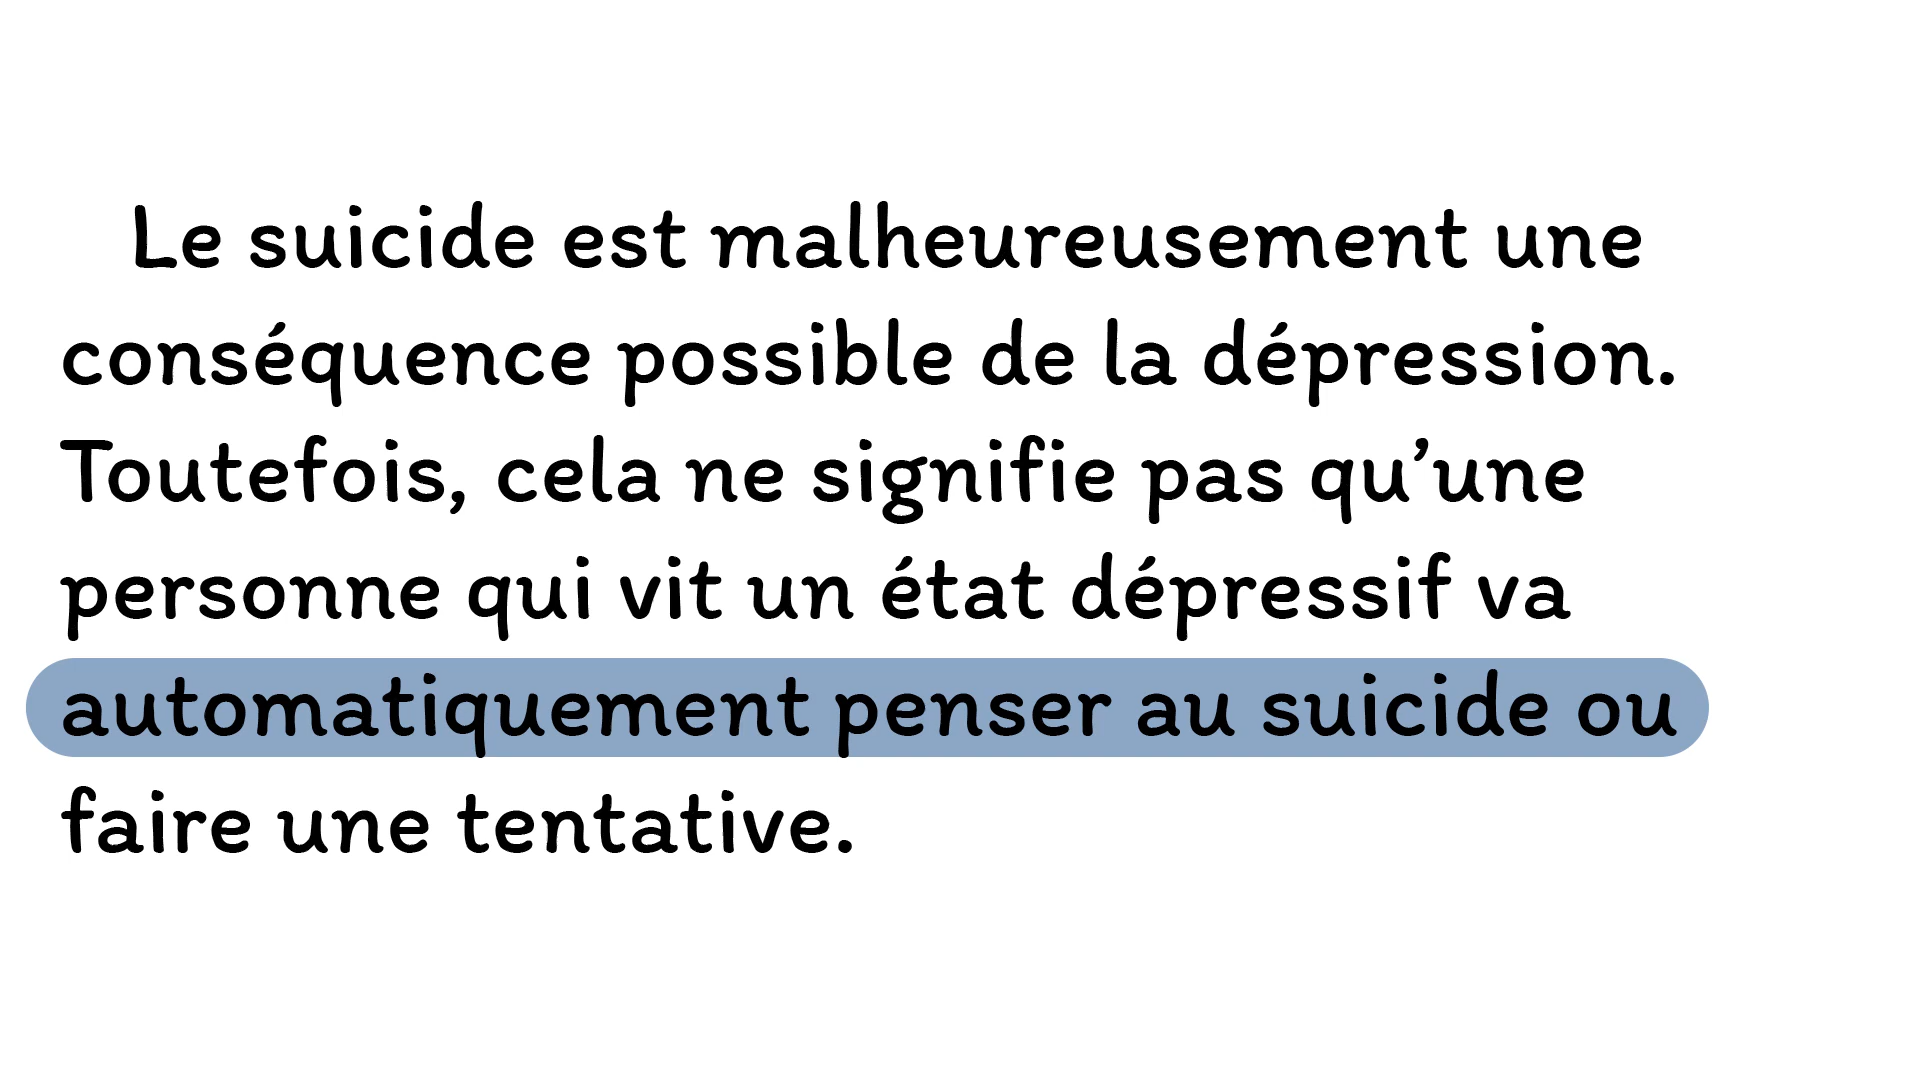 Le suicide est malheureusement une
conséquence possible de la dépression.
Toutefois, cela ne signifie pas qu’une
personne qui vit un état dépressif va
automatiquement penser au suicide ou
faire une tentative.